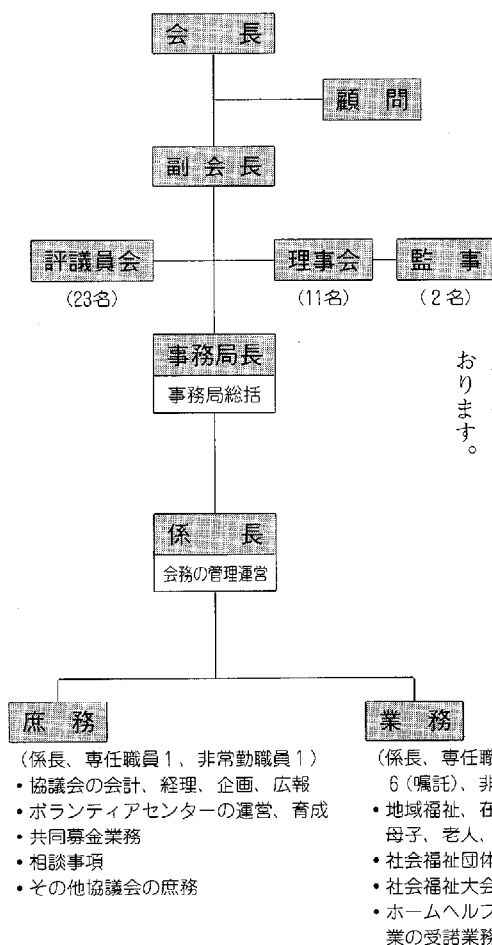 会長
顧問
副会長
評議員会
(23名)
理事会
(11名)
監事
(2名)
おります。
事務局長
事務局総括
係長
会務の管理運営
庶務
(係長、専任職員1、非常勤職員1)
・協議会の会計、経理、企画、広報
・ボランティアセンターの運営、育成
・共同募金業務
・相談事項
・その他協議会の庶務
業務
(係長、専任職
6(嘱託)、非
・地域福祉、在
母子、老人、
・社会福祉団体
・社会福祉大会
・ホームヘルプ
業の受諾業務